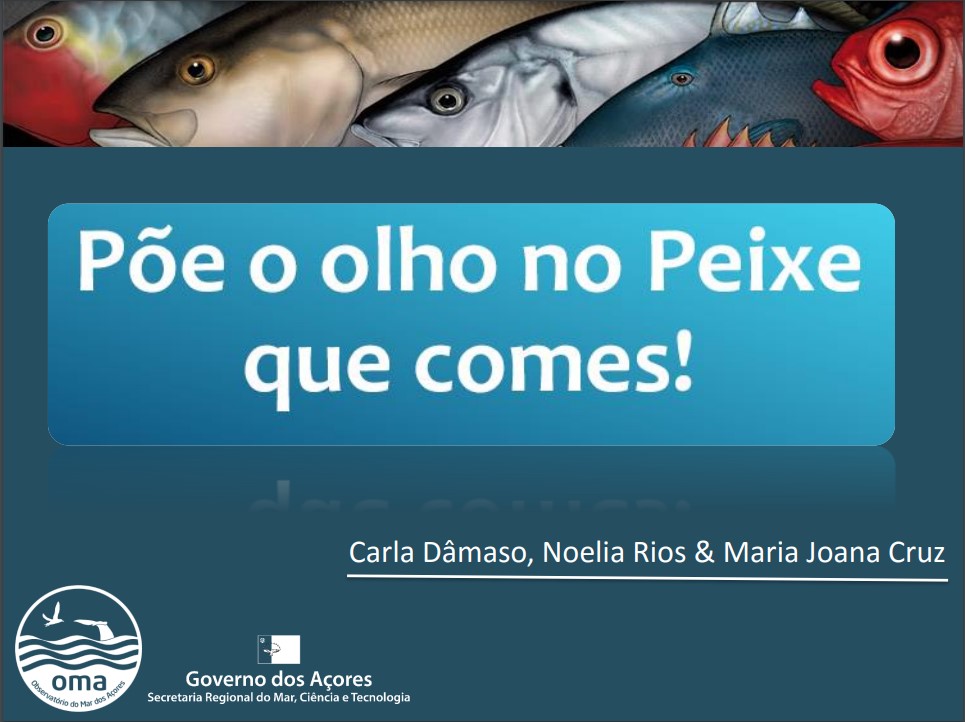 Põe o olho no Peixe
que comes!
Carla Dâmaso, Noelia Rios & Maria Joana Cruz
oma
Observatório do Mar dos Açores
Governo dos Açores
Secretaria Regional do Mar, Ciência e Tecnologia